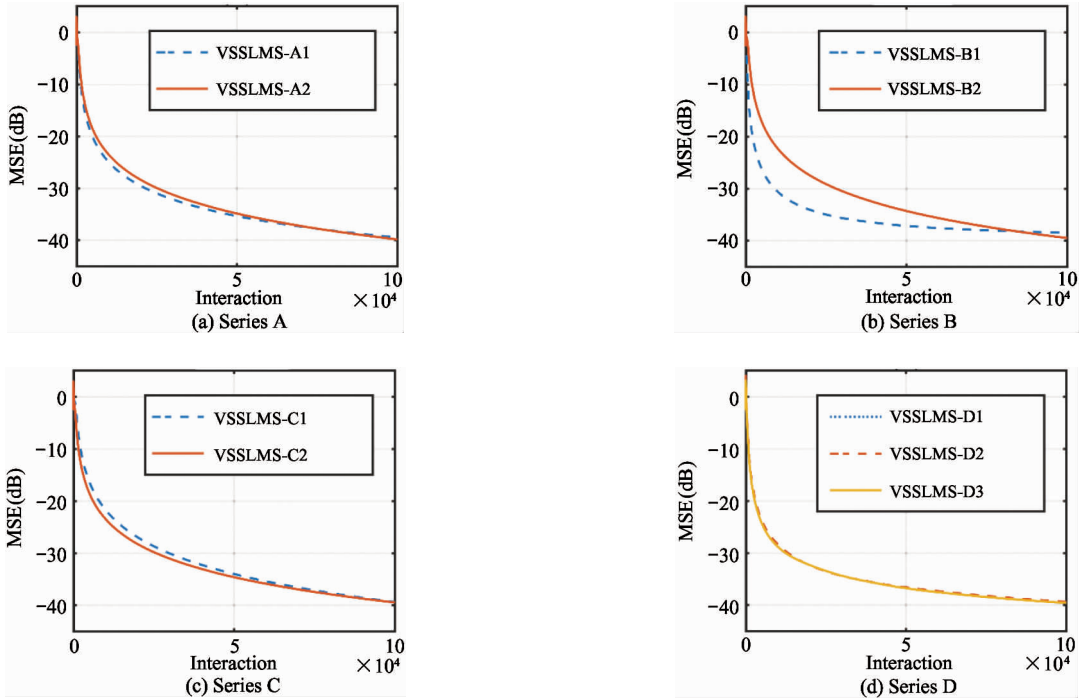 VSSLMS-A1
VSSLMS-A2
MSE(dB)
0
−10
−20
−30
−40
0
5
10
Interaction
×10⁴
(a) Series A
VSSLMS-B1
VSSLMS-B2
MSE(dB)
0
−10
−20
−30
−40
0
5
10
Interaction
×10⁴
(b) Series B
VSSLMS-C1
VSSLMS-C2
MSE(dB)
0
−10
−20
−30
−40
0
5
10
Interaction
×10⁴
(c) Series C
VSSLMS-D1
VSSLMS-D2
VSSLMS-D3
MSE(dB)
0
−10
−20
−30
−40
0
5
10
Interaction
×10⁴
(d) Series D